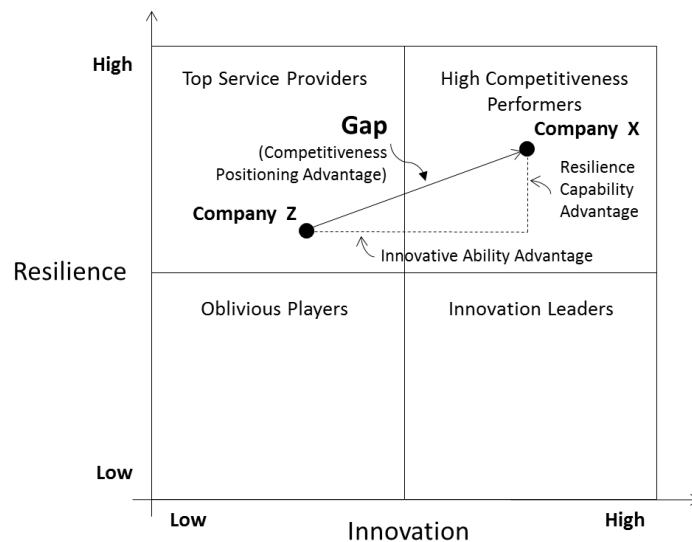 High
Top Service Providers
High Competitiveness
Performers
Gap
(Competitiveness
Positioning Advantage)
Company X
Resilience
Capability
Advantage
Company Z
Innovative Ability Advantage
Resilience
Oblivious Players
Innovation Leaders
Low
Low
Innovation
High